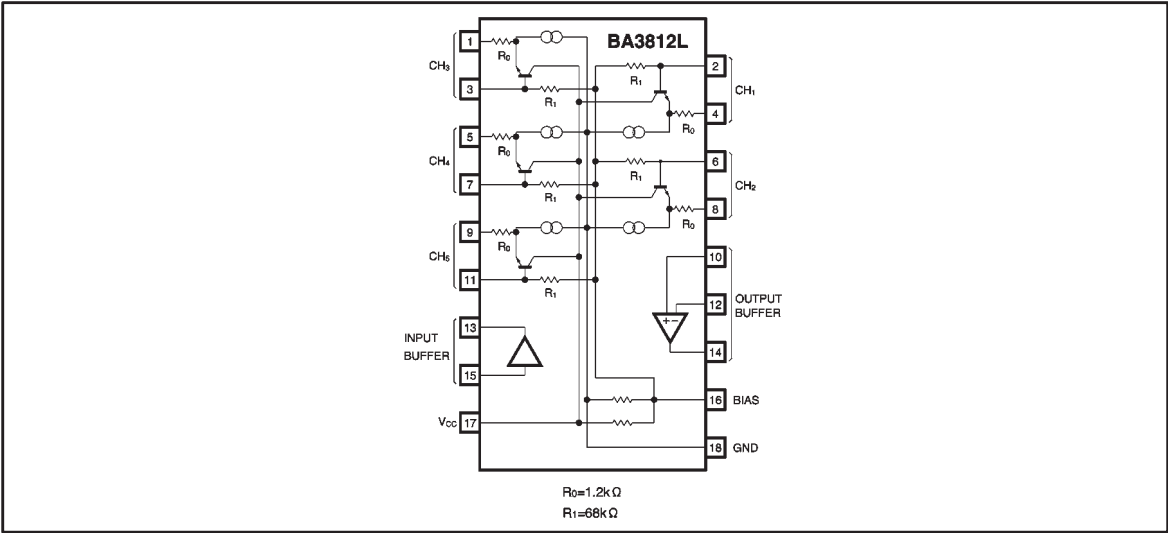 BA3812L
1
R₀
CH₃
3
R₁
2
R₁
CH₁
4
R₀
5
R₀
CH₄
7
R₁
6
R₁
CH₂
8
R₀
9
R₀
CH₅
11
R₁
10
12
OUTPUT
BUFFER
14
13
INPUT
BUFFER
15
+ −
16
BIAS
VCC
17
18
GND
R₀=1.2kΩ
R₁=68kΩ